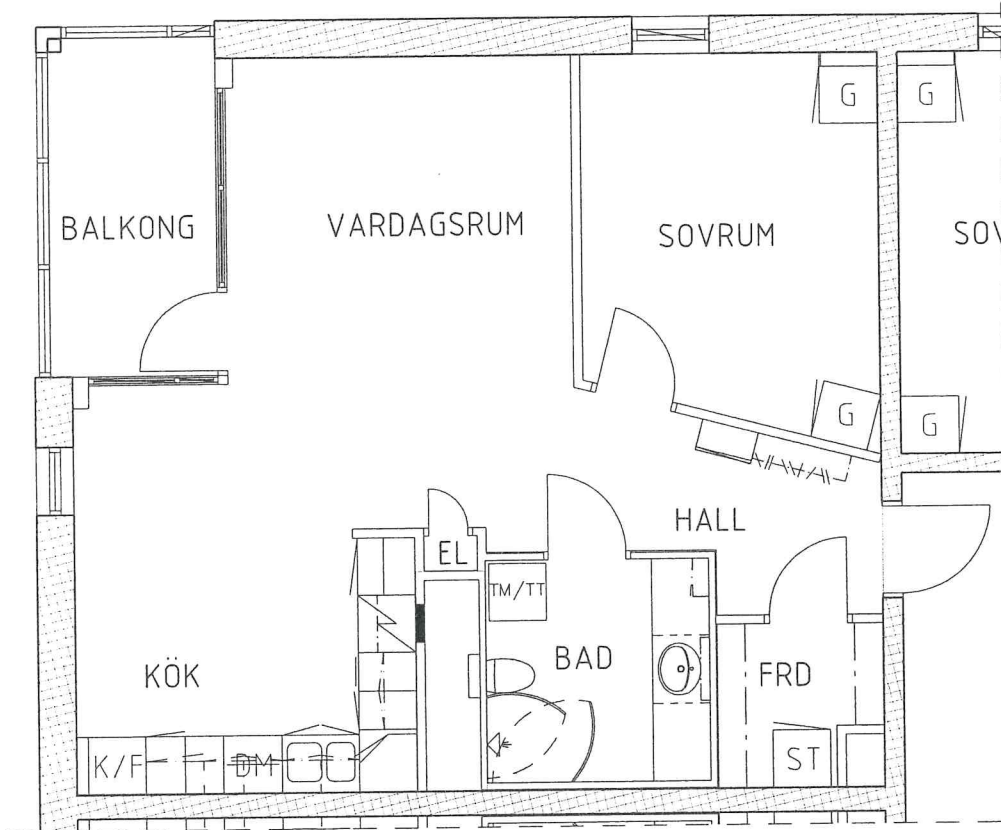 G
G
BALKONG
VARDAGSRUM
SOVRUM
SOV
G
G
HALL
EL
TM/TT
BAD
KÖK
FRD
K/F
DM
ST